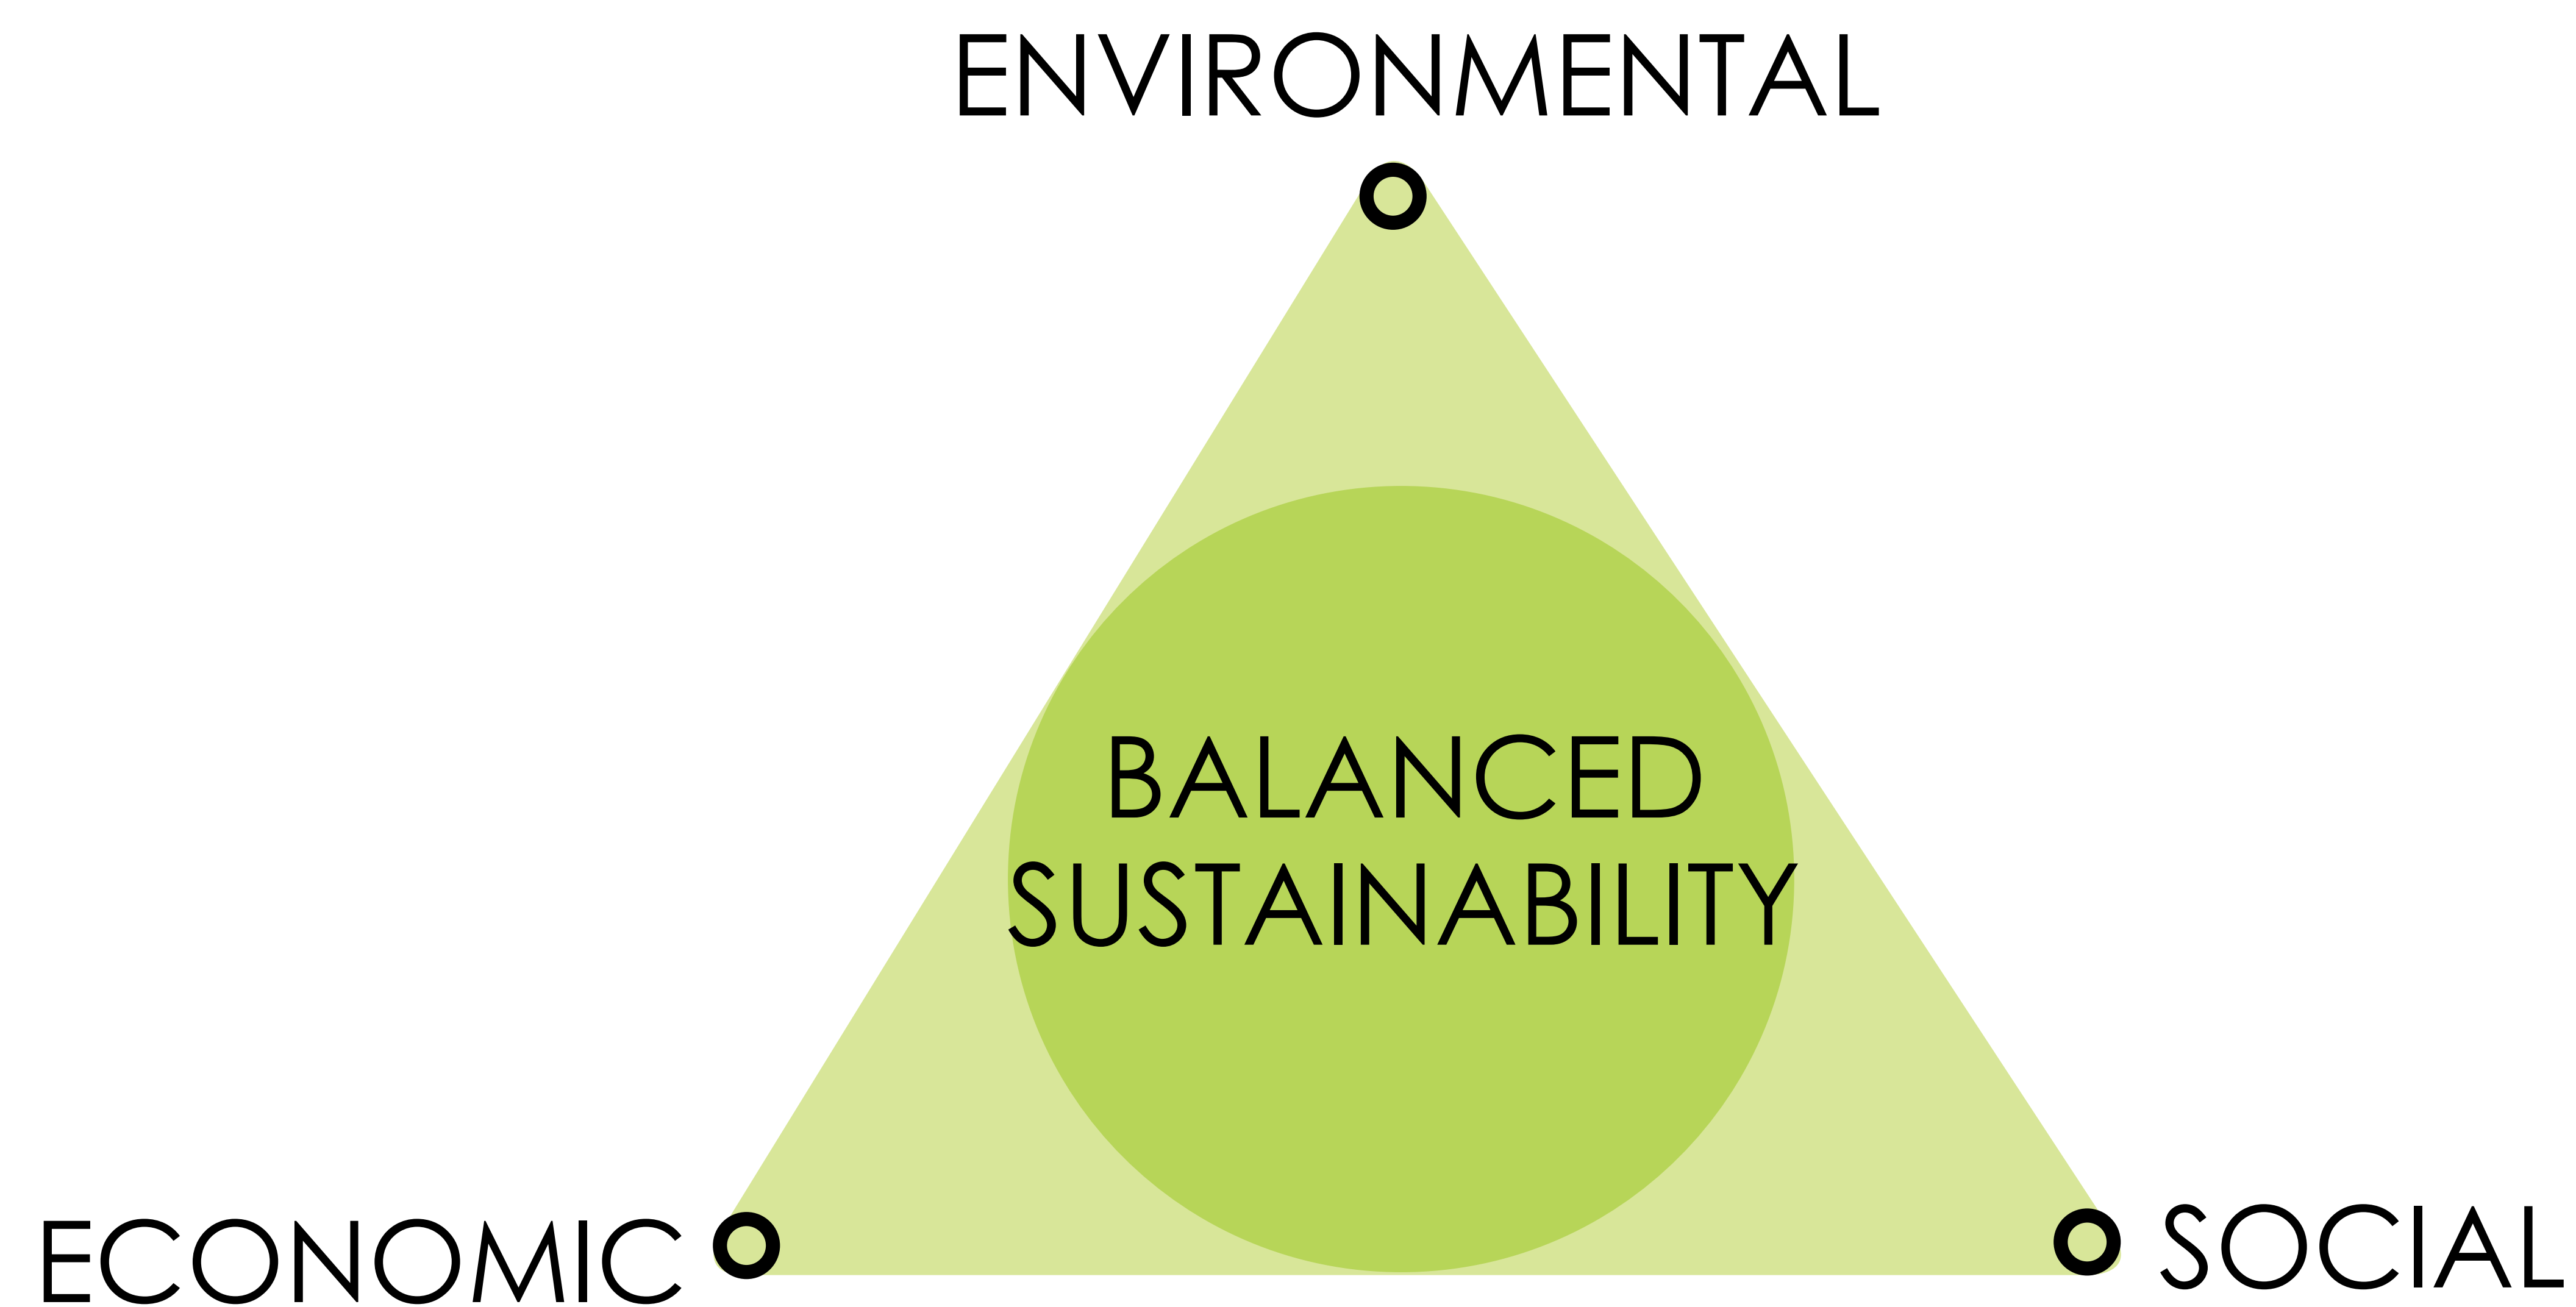 ENVIRONMENTAL
BALANCED
SUSTAINABILITY
ECONOMIC
SOCIAL